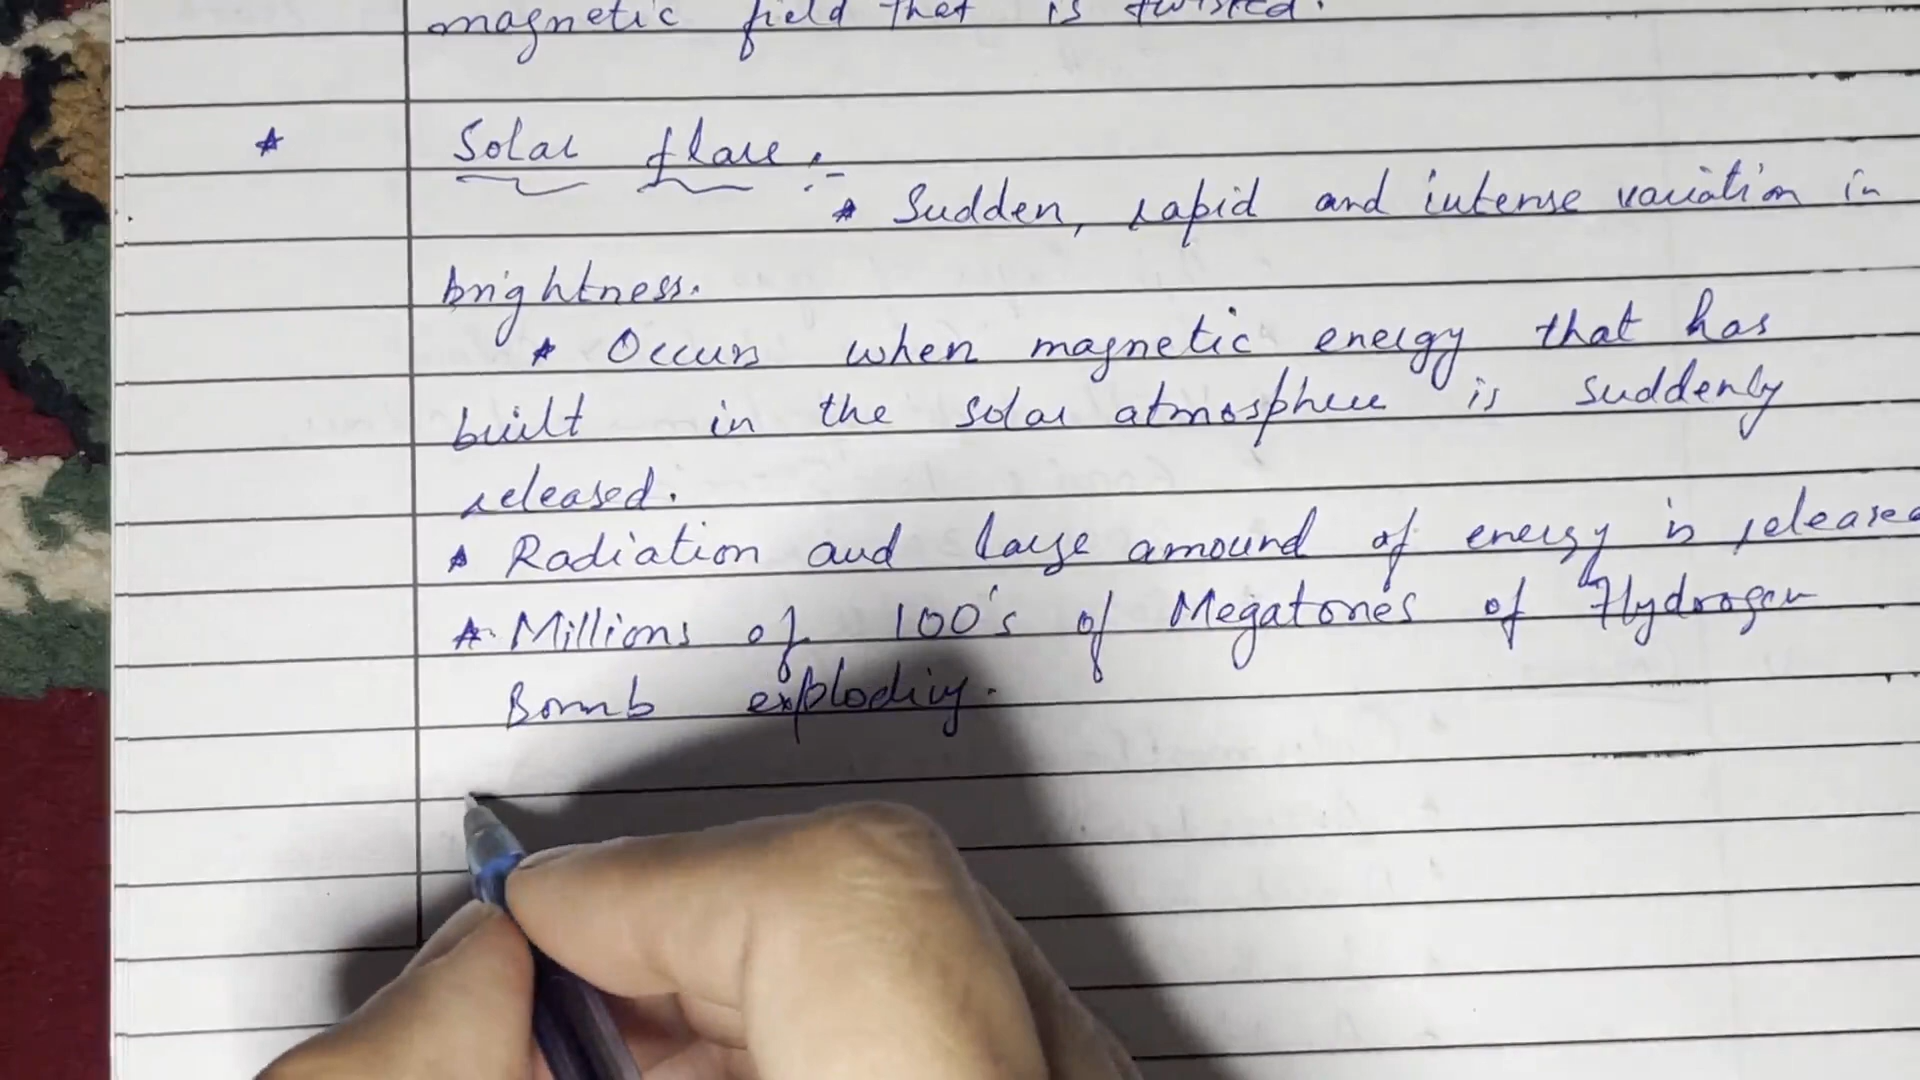 magnetic field that is twisted.
* Solar flare :-
* Sudden, rapid and intense variation in
brightness.
* Occurs when magnetic energy that has
built in the solar atmosphere is suddenly
released.
* Radiation and large amound of energy is released
*. Millions of 100's of Megatones of Hydrogen
Bomb exploding.